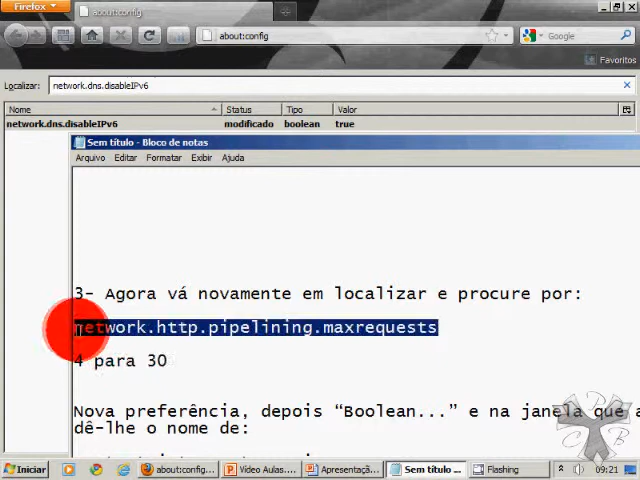 Firefox
about:config
about:config
Google
Favoritos
Localizar: network.dns.disableIPv6
Nome Status Tipo Valor
network.dns.disableIPv6 modificado boolean true
Sem título - Bloco de notas
Arquivo Editar Formatar Exibir Ajuda
3- Agora vá novamente em localizar e procure por:
network.http.pipelining.maxrequests
4 para 30
Nova preferência, depois “Boolean...” e na janela que a
dê-lhe o nome de:
Iniciar about:config... Vídeo Aulas.... Apresentação... Sem título ... Flashing 09:21